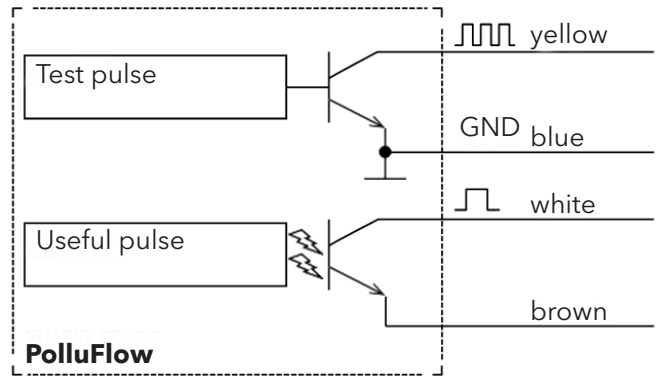 yellow
Test pulse
GND
blue
white
Useful pulse
brown
PolluFlow